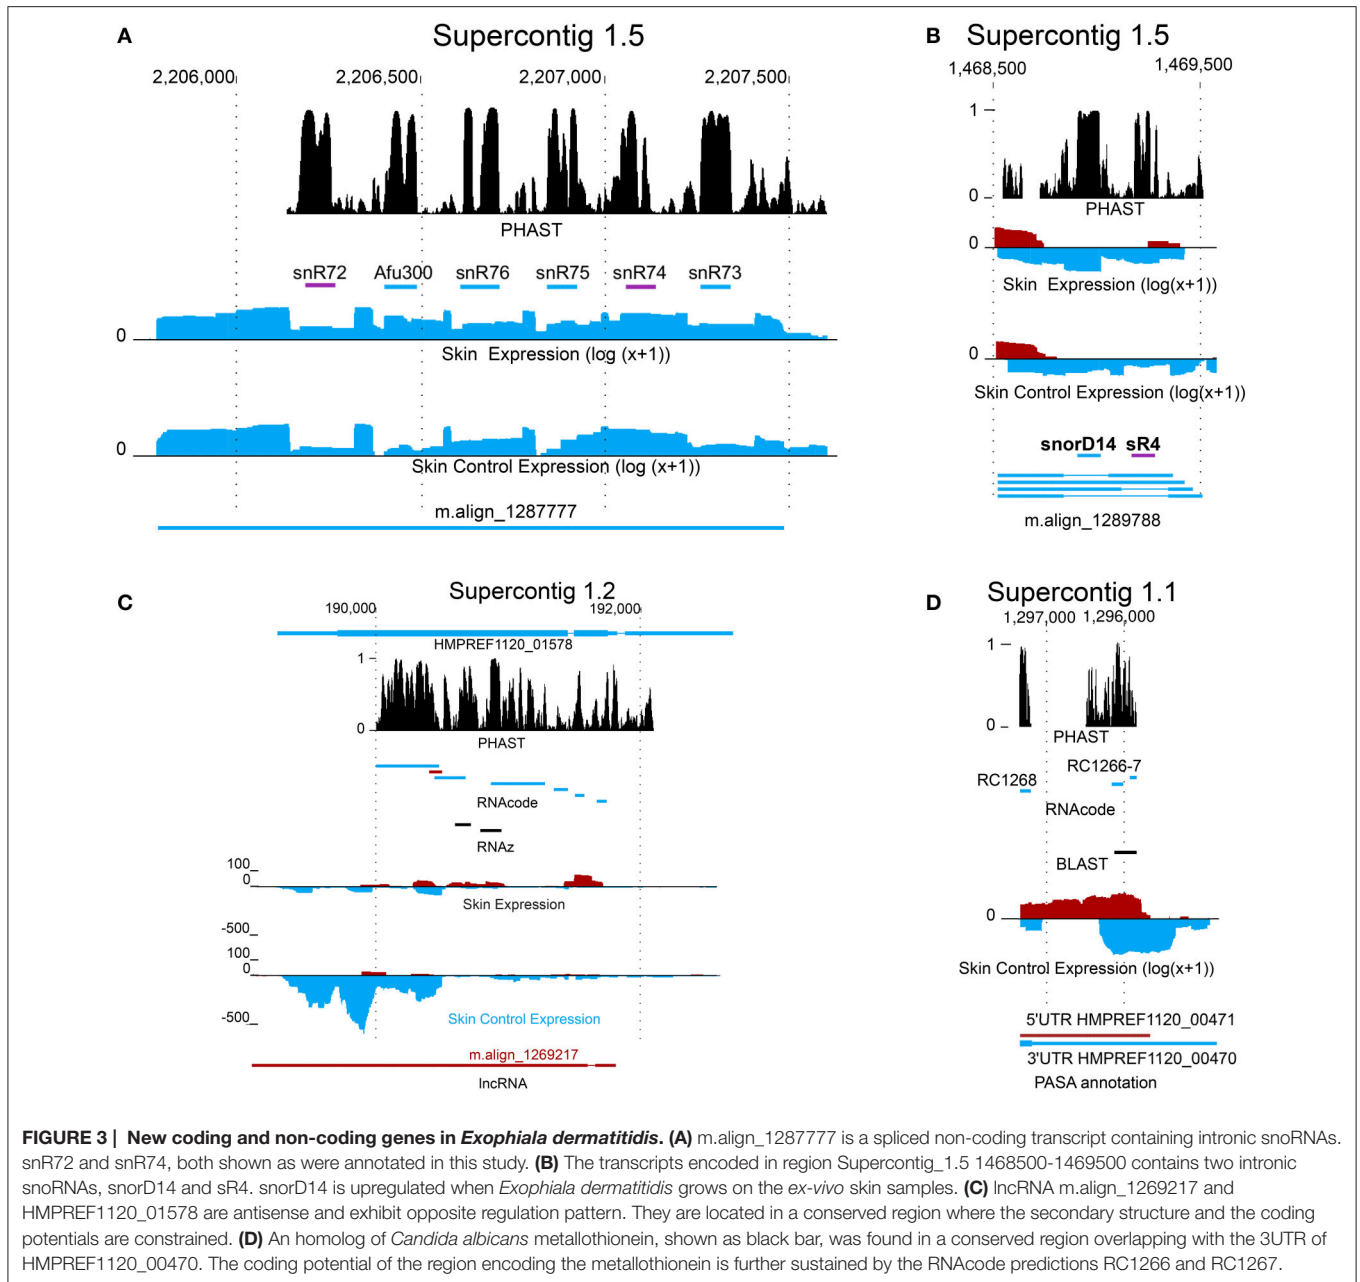 A
Supercontig 1.5
2,206,000 2,206,500 2,207,000 2,207,500
PHAST
snR72 Afu300 snR76 snR75 snR74 snR73
0
Skin Expression (log (x+1))
0
Skin Control Expression (log (x+1))
m.align_1287777
B
Supercontig 1.5
1,468,500 1,469,500
1
0
PHAST
0
Skin Expression (log(x+1))
0
Skin Control Expression (log(x+1))
snorD14 sR4
m.align_1289788
C
Supercontig 1.2
190,000 192,000
HMPREF1120_01578
1
0
PHAST
RNAcode
RNAz
100
0
Skin Expression
-500
100
0
-500
Skin Control Expression
m.align_1269217
lncRNA
D
Supercontig 1.1
1,297,000 1,296,000
1
0
PHAST
RC1268 RC1266-7
RNAcode
BLAST
0
Skin Control Expression (log(x+1))
5'UTR HMPREF1120_00471
3'UTR HMPREF1120_00470
PASA annotation
FIGURE 3 | New coding and non-coding genes in Exophiala dermatitidis. (A) m.align_1287777 is a spliced non-coding transcript containing intronic snoRNAs.
snR72 and snR74, both shown as were annotated in this study. (B) The transcripts encoded in region Supercontig_1.5 1468500-1469500 contains two intronic
snoRNAs, snorD14 and sR4. snorD14 is upregulated when Exophiala dermatitidis grows on the ex-vivo skin samples. (C) lncRNA m.align_1269217 and
HMPREF1120_01578 are antisense and exhibit opposite regulation pattern. They are located in a conserved region where the secondary structure and the coding
potentials are constrained. (D) An homolog of Candida albicans metallothionein, shown as black bar, was found in a conserved region overlapping with the 3UTR of
HMPREF1120_00470. The coding potential of the region encoding the metallothionein is further sustained by the RNAcode predictions RC1266 and RC1267.